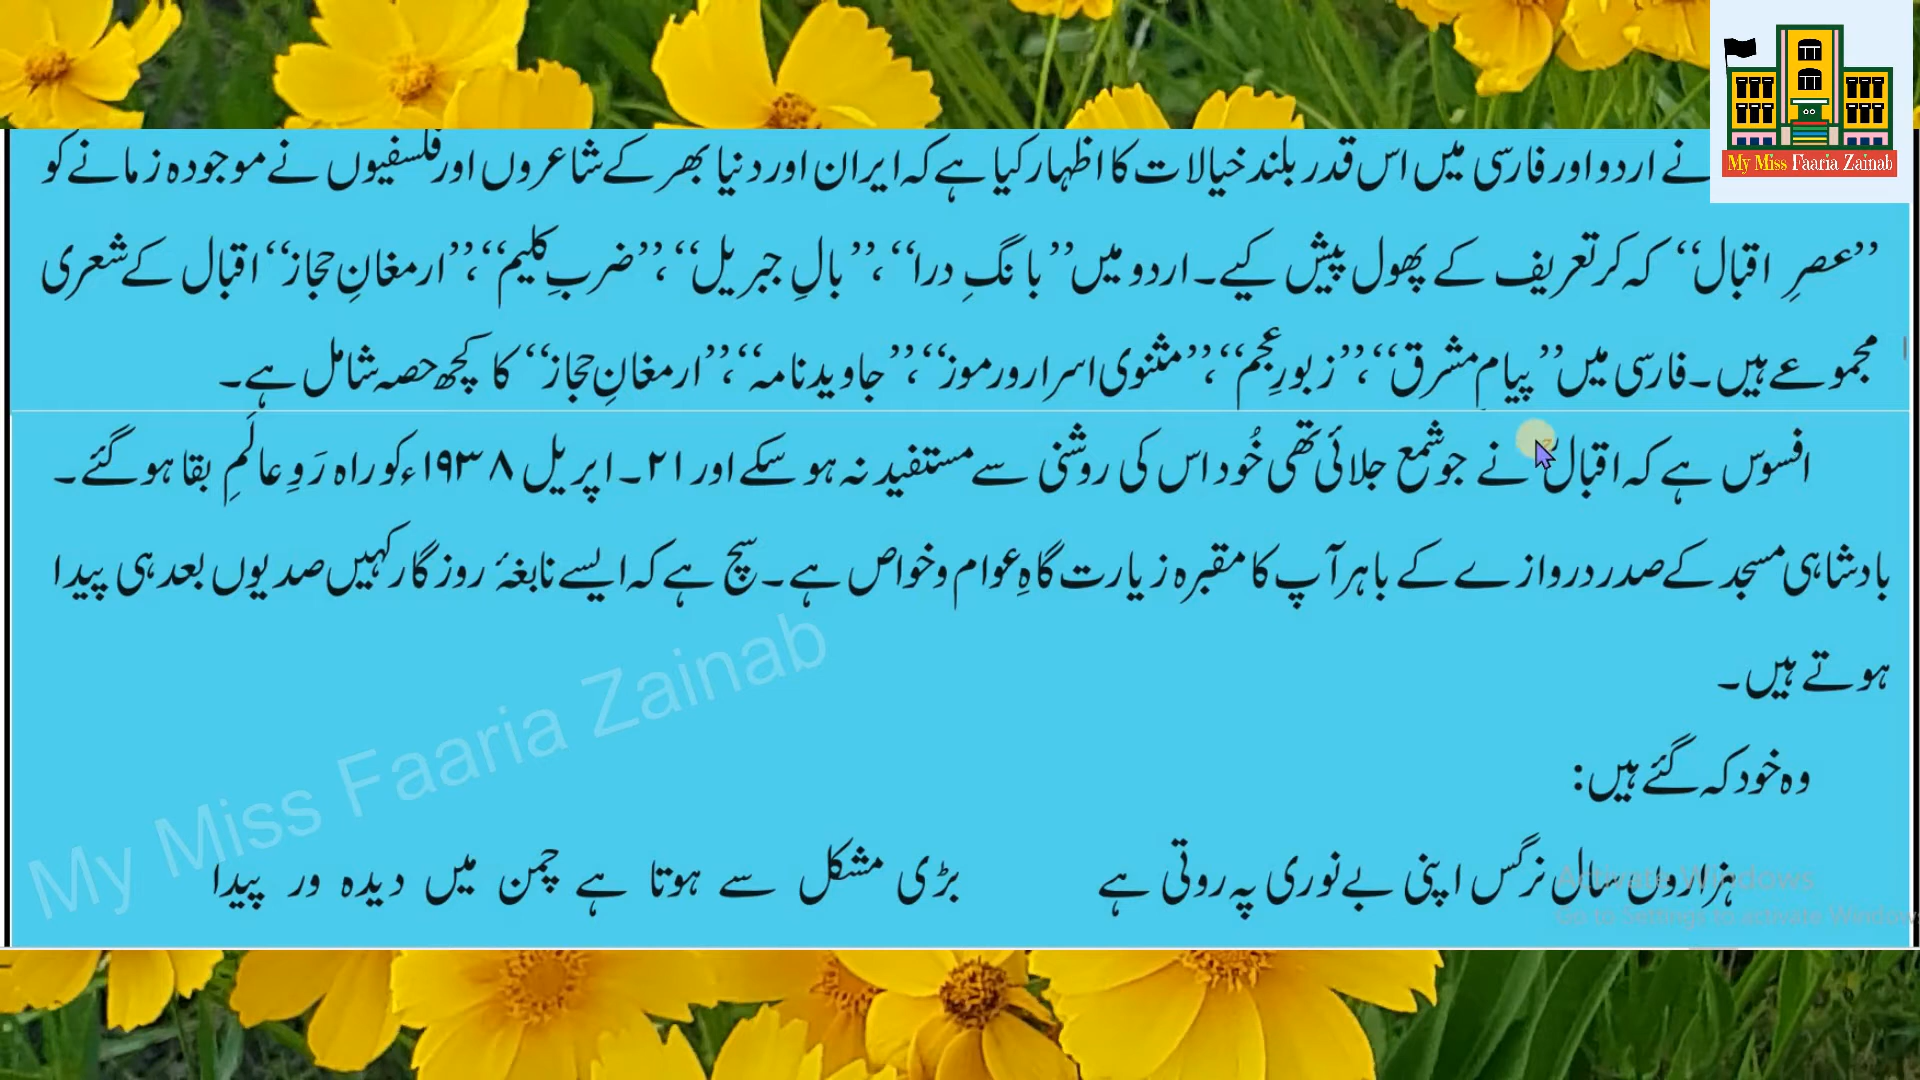 My Miss Faaria Zainab
نے اردو اور فارسی میں اس قدر بلند خیالات کا اظہار کیا ہے کہ ایران اور دنیا بھر کے شاعروں اور فلسفیوں نے موجودہ زمانے کو
”عصرِ اقبال“ کہ کر تعریف کے پھول پیش کیے۔ اردو میں ”بانگِ درا“، ”بالِ جبریل“، ”ضربِ کلیم“، ”ارمغانِ حجاز“ اقبال کے شعری
مجموعے ہیں۔ فارسی میں ”پیامِ مشرق“، ”زبورِ عجم“، ”مثنوی اسرار و رموز“، ”جاوید نامہ“، ”ارمغانِ حجاز“ کا کچھ حصہ شامل ہے۔
افسوس ہے کہ اقبالؒ نے جو شمع جلائی تھی خُود اس کی روشنی سے مستفید نہ ہو سکے اور ۲۱۔ اپریل ۱۹۳۸ء کو راہ رَوِ عالَمِ بقا ہو گئے۔
بادشاہی مسجد کے صدر دروازے کے باہر آپ کا مقبرہ زیارت گاہِ عوام و خواص ہے۔ سچ ہے کہ ایسے نابغۂ روزگار کہیں صدیوں بعد ہی پیدا
ہوتے ہیں۔
وہ خود کہ گئے ہیں:
ہزاروں سال نرگس اپنی بے نوری پہ روتی ہے بڑی مشکل سے ہوتا ہے چمن میں دیدہ ور پیدا
My Miss Faaria Zainab
Activate Windows
Go to Settings to activate Windows